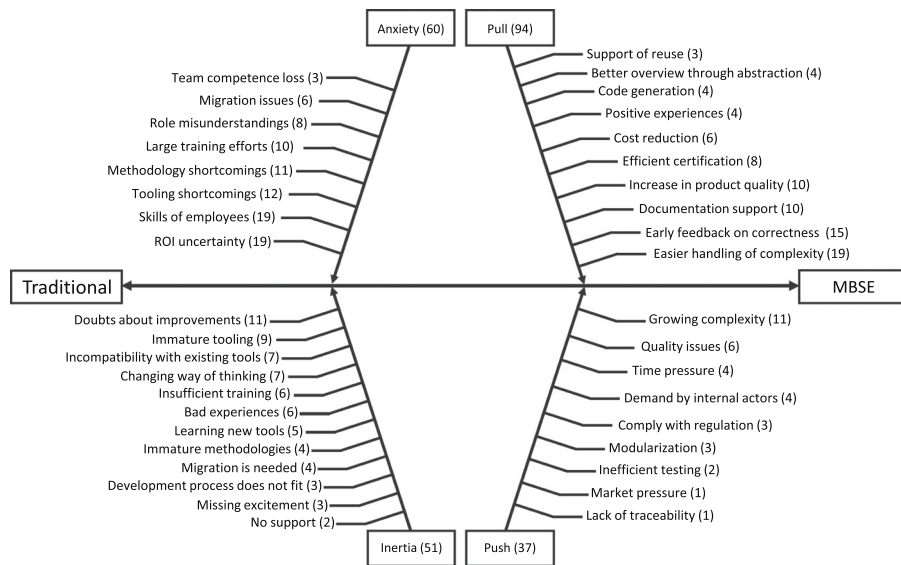 Anxiety (60)
Pull (94)
Team competence loss (3)
Migration issues (6)
Role misunderstandings (8)
Large training efforts (10)
Methodology shortcomings (11)
Tooling shortcomings (12)
Skills of employees (19)
ROI uncertainty (19)
Support of reuse (3)
Better overview through abstraction (4)
Code generation (4)
Positive experiences (4)
Cost reduction (6)
Efficient certification (8)
Increase in product quality (10)
Documentation support (10)
Early feedback on correctness (15)
Easier handling of complexity (19)
Traditional
MBSE
Doubts about improvements (11)
Immature tooling (9)
Incompatibility with existing tools (7)
Changing way of thinking (7)
Insufficient training (6)
Bad experiences (6)
Learning new tools (5)
Immature methodologies (4)
Migration is needed (4)
Development process does not fit (3)
Missing excitement (3)
No support (2)
Growing complexity (11)
Quality issues (6)
Time pressure (4)
Demand by internal actors (4)
Comply with regulation (3)
Modularization (3)
Inefficient testing (2)
Market pressure (1)
Lack of traceability (1)
Inertia (51)
Push (37)